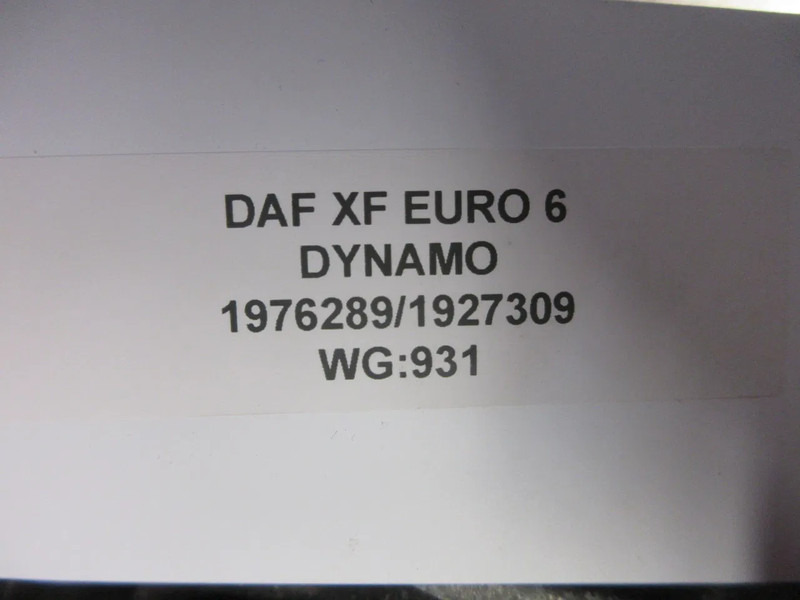 DAF XF EURO 6
DYNAMO
1976289/1927309
WG:931